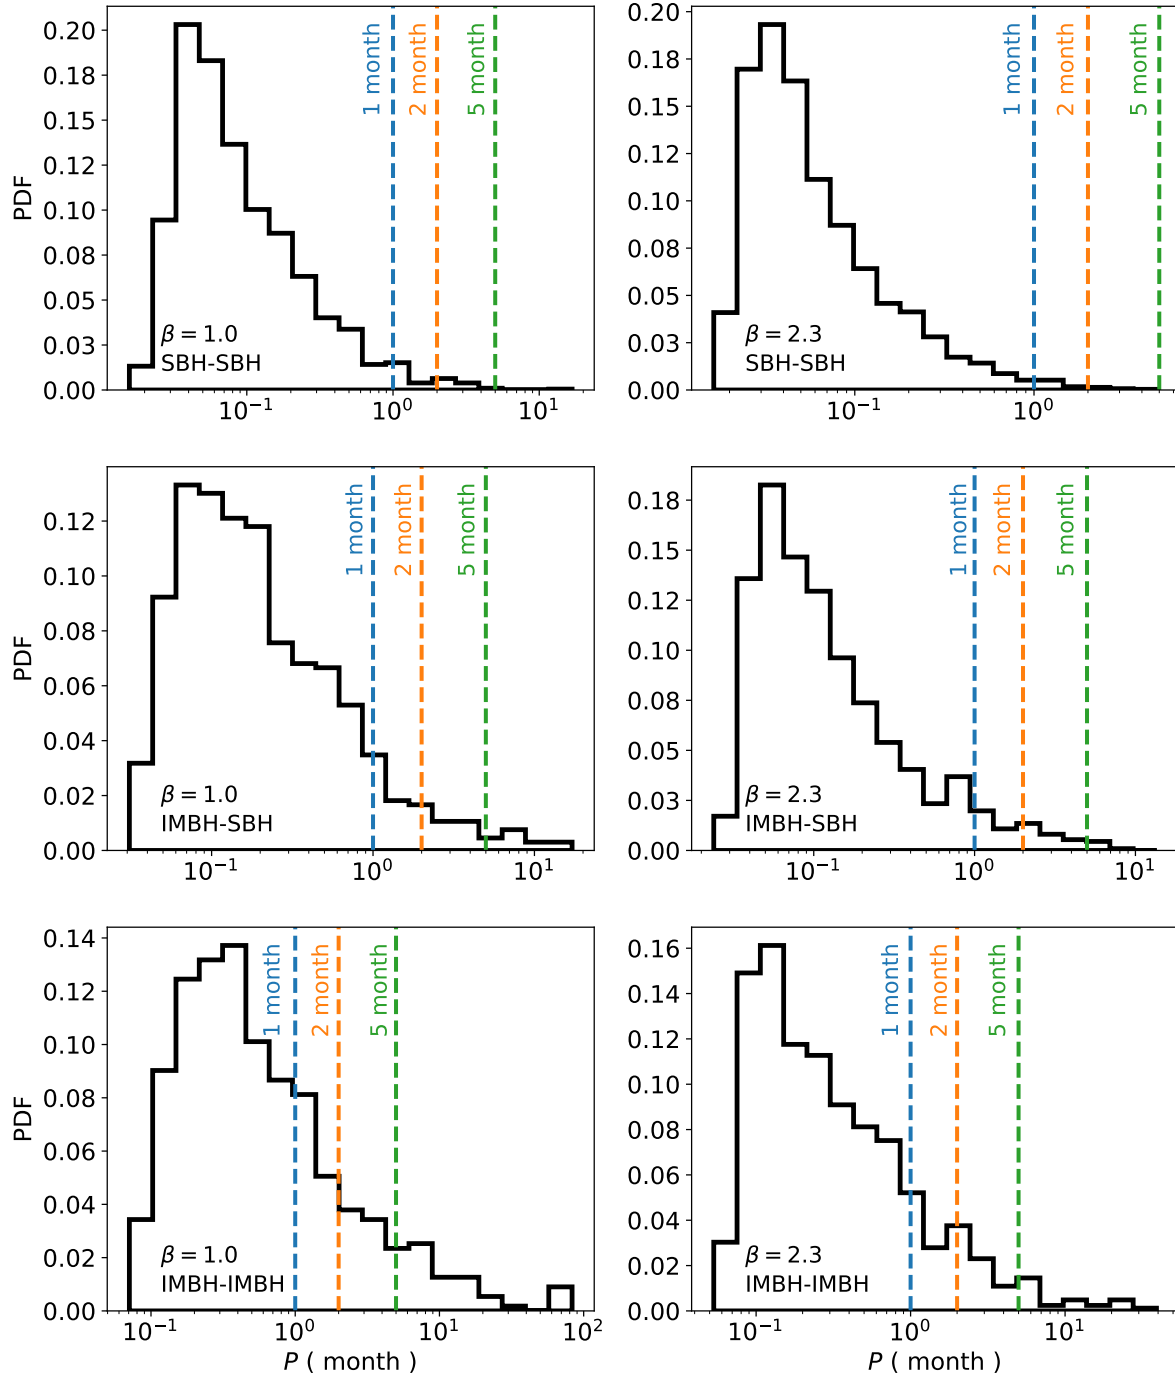 0.20
0.18
0.15
0.12
0.10
0.08
0.05
0.03
0.00
PDF
1 month
2 month
5 month
β = 1.0
SBH-SBH
10⁻¹ 10⁰ 10¹
0.20
0.18
0.15
0.12
0.10
0.08
0.05
0.03
0.00
1 month
2 month
5 month
β = 2.3
SBH-SBH
10⁻¹ 10⁰
0.12
0.10
0.08
0.06
0.04
0.02
0.00
PDF
1 month
2 month
5 month
β = 1.0
IMBH-SBH
10⁻¹ 10⁰ 10¹
0.18
0.15
0.12
0.10
0.08
0.05
0.03
0.00
1 month
2 month
5 month
β = 2.3
IMBH-SBH
10⁻¹ 10⁰ 10¹
0.14
0.12
0.10
0.08
0.06
0.04
0.02
0.00
PDF
1 month
2 month
5 month
β = 1.0
IMBH-IMBH
10⁻¹ 10⁰ 10¹ 10²
P ( month )
0.16
0.14
0.12
0.10
0.08
0.06
0.04
0.02
0.00
1 month
2 month
5 month
β = 2.3
IMBH-IMBH
10⁻¹ 10⁰ 10¹
P ( month )